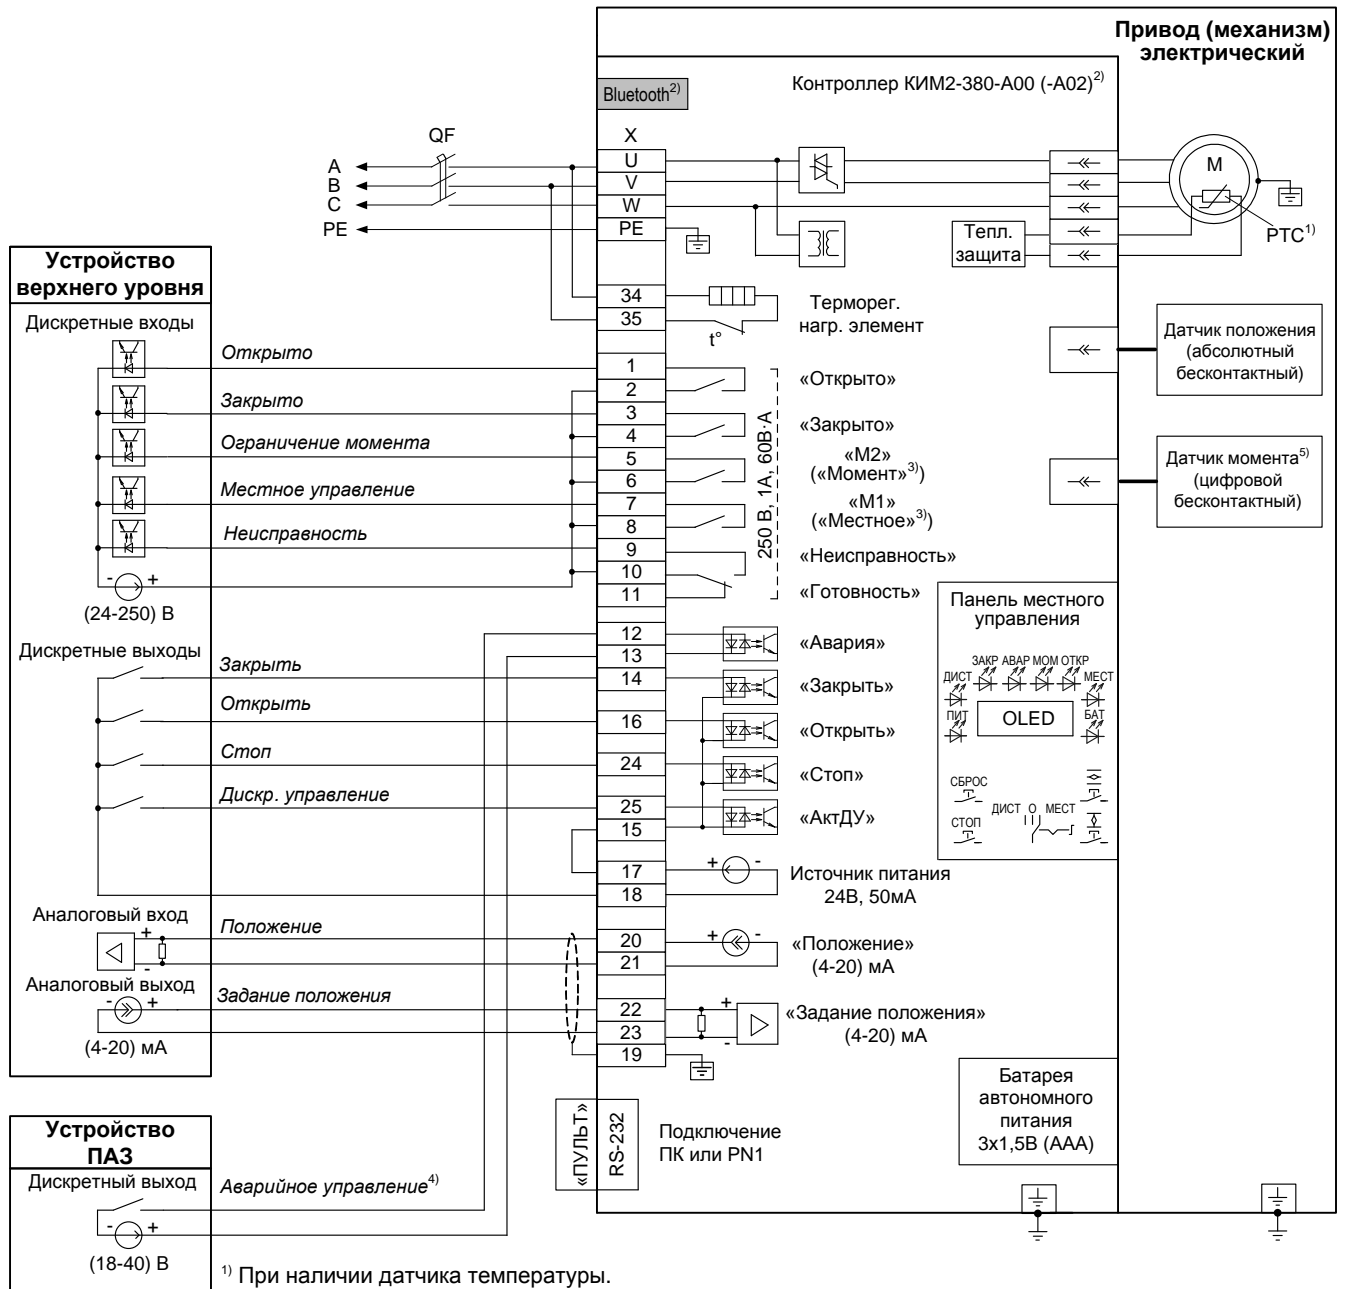 Привод (механизм)
электрический
Контроллер КИМ2-380-А00 (-А02)2)
Bluetooth2)
QF
X
A
B
C
PE
U
V
W
PE
M
PTC1)
Тепл.
защита
Устройство
верхнего уровня
34
35
t°
Терморег.
нагр. элемент
Датчик положения
(абсолютный
бесконтактный)
Дискретные входы
Открыто
Закрыто
Ограничение момента
Местное управление
Неисправность
- +
(24-250) В
1
2
3
4
5
6
7
8
9
10
11
250 В, 1А, 60В·А
«Открыто»
«Закрыто»
«М2»
(«Момент»3))
«М1»
(«Местное»3))
«Неисправность»
«Готовность»
Датчик момента5)
(цифровой
бесконтактный)
Панель местного
управления
ЗАКР АВАР МОМ ОТКР
ДИСТ МЕСТ
ПИТ OLED БАТ
СБРОС
ДИСТ О МЕСТ
СТОП
Дискретные выходы
Закрыть
Открыть
Стоп
Дискр. управление
12
13
14
16
24
25
15
17
18
«Авария»
«Закрыть»
«Открыть»
«Стоп»
«АктДУ»
+ -
Источник питания
24В, 50мА
Аналоговый вход
+
-
Положение
20
21
+ -
«Положение»
(4-20) мА
Аналоговый выход
- +
(4-20) мА
Задание положения
22
23
19
+
-
«Задание положения»
(4-20) мА
Батарея
автономного
питания
3х1,5В (ААА)
«ПУЛЬТ»
RS-232
Подключение
ПК или PN1
Устройство
ПАЗ
Дискретный выход
Аварийное управление4)
- +
(18-40) В
1) При наличии датчика температуры.